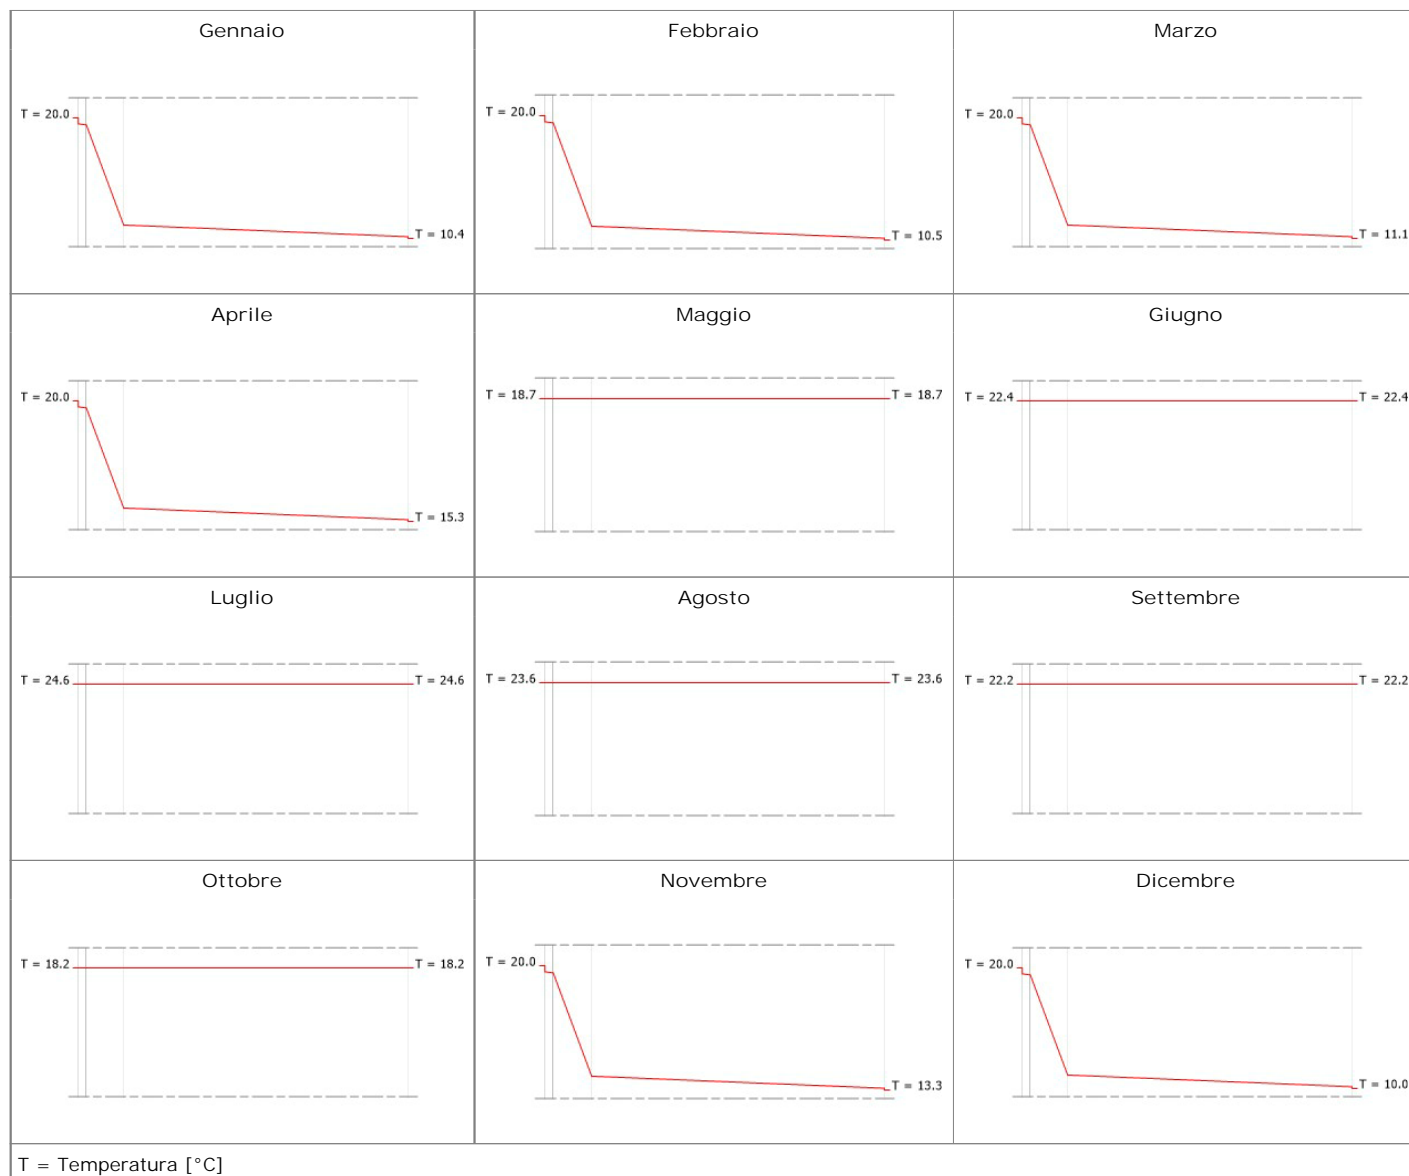 Gennaio
T = 20.0
T = 10.4
Febbraio
T = 20.0
T = 10.5
Marzo
T = 20.0
T = 11.1
Aprile
T = 20.0
T = 15.3
Maggio
T = 18.7
T = 18.7
Giugno
T = 22.4
T = 22.4
Luglio
T = 24.6
T = 24.6
Agosto
T = 23.6
T = 23.6
Settembre
T = 22.2
T = 22.2
Ottobre
T = 18.2
T = 18.2
Novembre
T = 20.0
T = 13.3
Dicembre
T = 20.0
T = 10.0
T = Temperatura [°C]